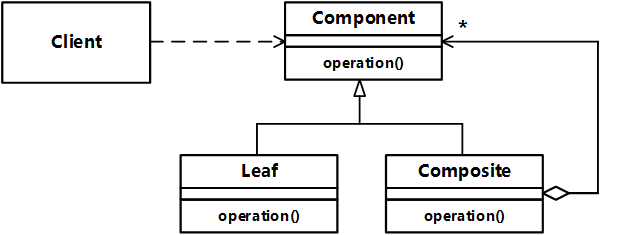 Component
*
Client
operation()
Leaf
Composite
operation()
operation()